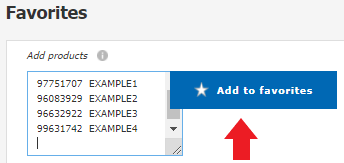 Favorites
Add products
97751707 EXAMPLE1
96083929 EXAMPLE2
96632922 EXAMPLE3
99631742 EXAMPLE4
Add to favorites